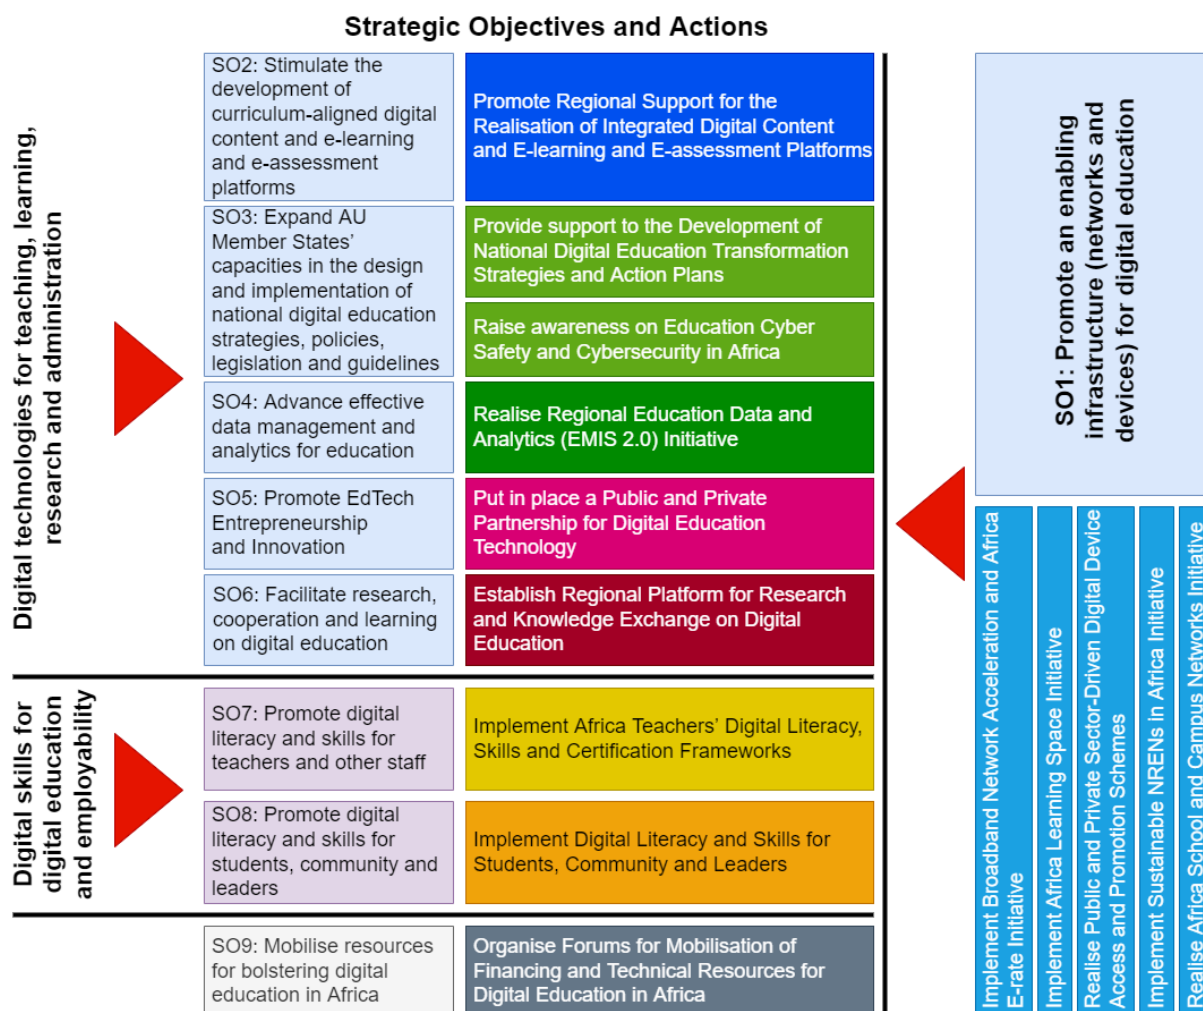 Strategic Objectives and Actions
Digital technologies for teaching, learning,
research and administration
SO2: Stimulate the
development of
curriculum-aligned digital
content and e-learning
and e-assessment
platforms
Promote Regional Support for the
Realisation of Integrated Digital Content
and E-learning and E-assessment Platforms
SO3: Expand AU
Member States’
capacities in the design
and implementation of
national digital education
strategies, policies,
legislation and guidelines
Provide support to the Development of
National Digital Education Transformation
Strategies and Action Plans
Raise awareness on Education Cyber
Safety and Cybersecurity in Africa
SO4: Advance effective
data management and
analytics for education
Realise Regional Education Data and
Analytics (EMIS 2.0) Initiative
SO5: Promote EdTech
Entrepreneurship
and Innovation
Put in place a Public and Private
Partnership for Digital Education
Technology
SO6: Facilitate research,
cooperation and learning
on digital education
Establish Regional Platform for Research
and Knowledge Exchange on Digital
Education
Digital skills for
digital education
and employability
SO7: Promote digital
literacy and skills for
teachers and other staff
Implement Africa Teachers’ Digital Literacy,
Skills and Certification Frameworks
SO8: Promote digital
literacy and skills for
students, community and
leaders
Implement Digital Literacy and Skills for
Students, Community and Leaders
SO9: Mobilise resources
for bolstering digital
education in Africa
Organise Forums for Mobilisation of
Financing and Technical Resources for
Digital Education in Africa
SO1: Promote an enabling
infrastructure (networks and
devices) for digital education
Implement Broadband Network Acceleration and Africa
E-rate Initiative
Implement Africa Learning Space Initiative
Realise Public and Private Sector-Driven Digital Device
Access and Promotion Schemes
Implement Sustainable NRENs in Africa Initiative
Realise Africa School and Campus Networks Initiative